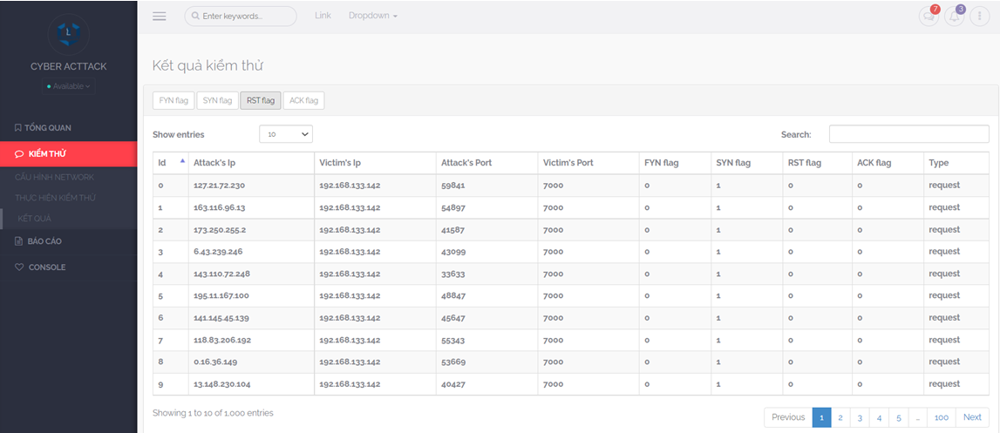 Enter keywords...
Link
Dropdown
7
3
L
CYBER ACTTACK
Available
TỔNG QUAN
KIỂM THỬ
CẤU HÌNH NETWORK
THỰC HIỆN KIỂM THỬ
KẾT QUẢ
BÁO CÁO
CONSOLE
Kết quả kiểm thử
FYN flag SYN flag RST flag ACK flag
Show entries 10 Search:
Id Attack's Ip Victim's Ip Attack's Port Victim's Port FYN flag SYN flag RST flag ACK flag Type
0 127.21.72.230 192.168.133.142 59841 7000 0 1 0 0 request
1 163.116.96.13 192.168.133.142 54897 7000 0 1 0 0 request
2 173.250.255.2 192.168.133.142 41587 7000 0 1 0 0 request
3 6.43.239.246 192.168.133.142 43099 7000 0 1 0 0 request
4 143.110.72.248 192.168.133.142 33633 7000 0 1 0 0 request
5 195.11.167.100 192.168.133.142 48847 7000 0 1 0 0 request
6 141.145.45.139 192.168.133.142 45647 7000 0 1 0 0 request
7 118.83.206.192 192.168.133.142 55343 7000 0 1 0 0 request
8 0.16.36.149 192.168.133.142 53669 7000 0 1 0 0 request
9 13.148.230.104 192.168.133.142 40427 7000 0 1 0 0 request
Showing 1 to 10 of 1,000 entries
Previous 1 2 3 4 5 … 100 Next